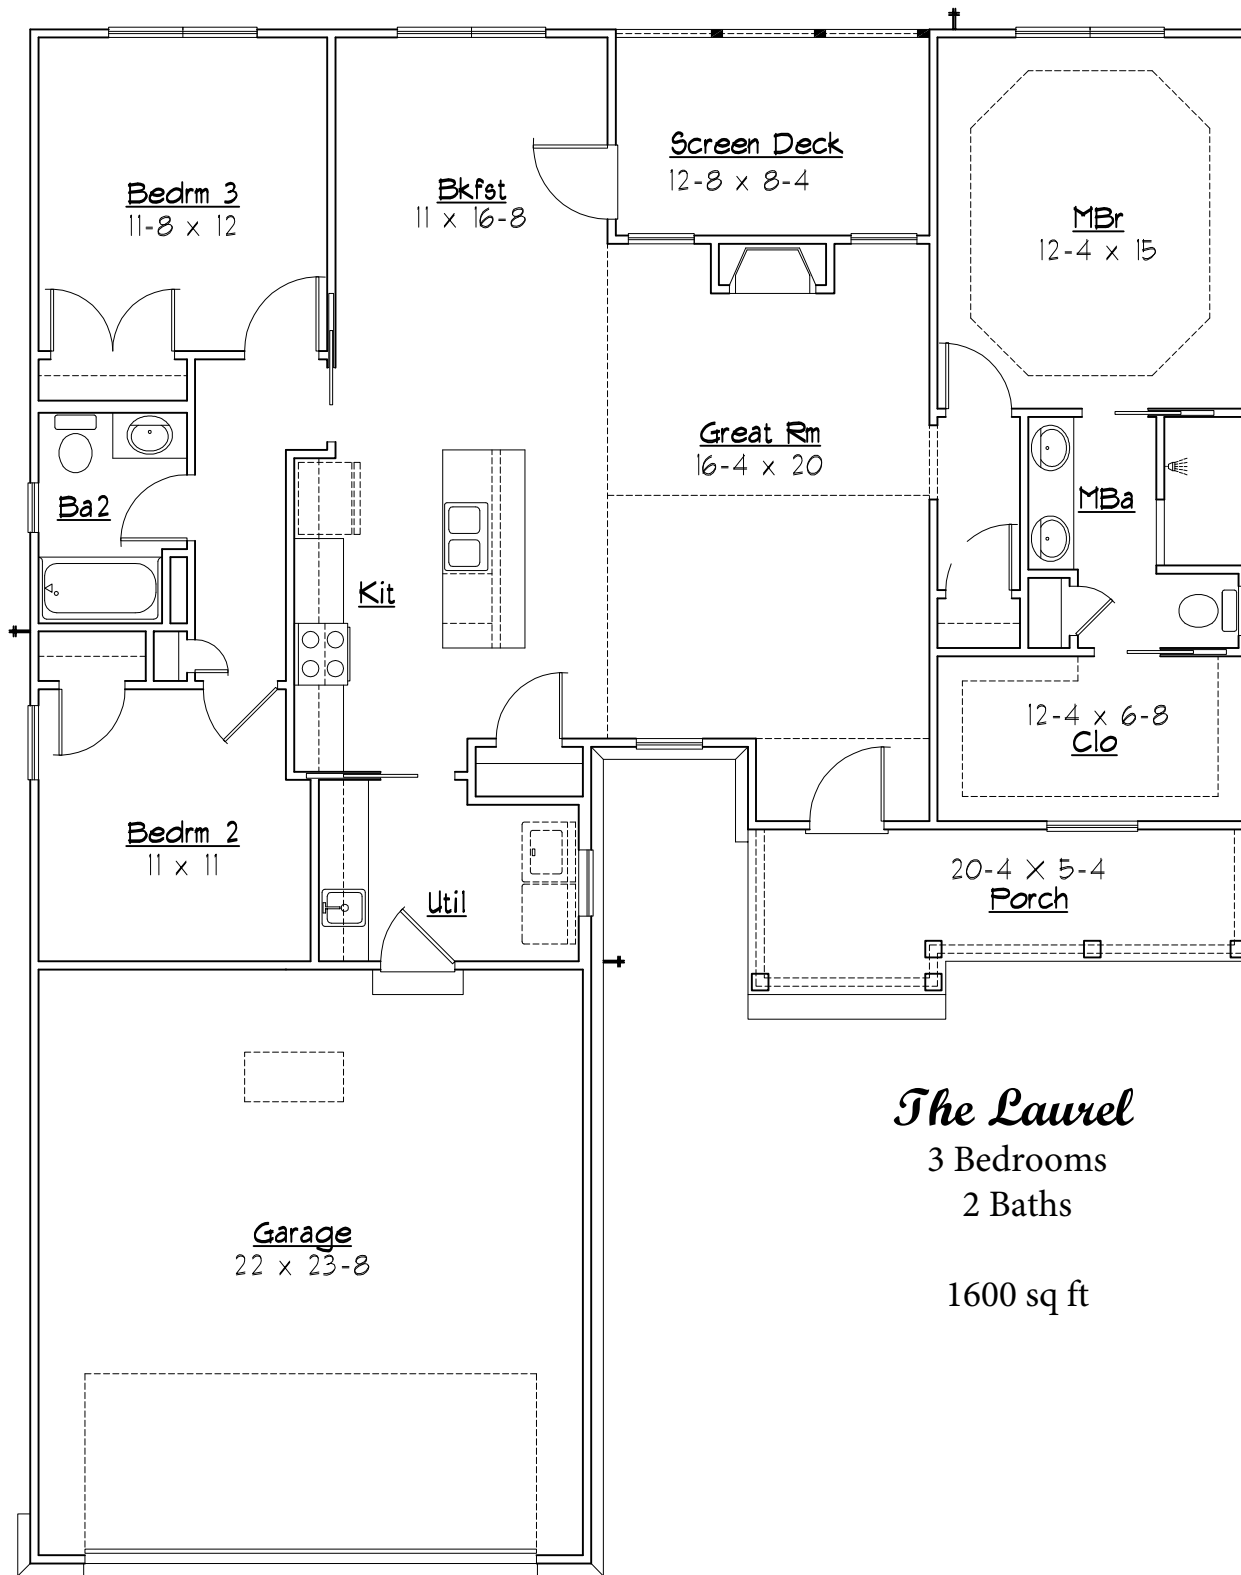 Screen Deck
12-8 x 8-4
Bedrm 3
11-8 x 12
Bkfst
11 x 16-8
MBr
12-4 x 15
Great Rm
16-4 x 20
Ba2
MBa
Kit
12-4 x 6-8
Clo
Bedrm 2
11 x 11
Util
20-4 X 5-4
Porch
The Laurel
3 Bedrooms
2 Baths
Garage
22 x 23-8
1600 sq ft